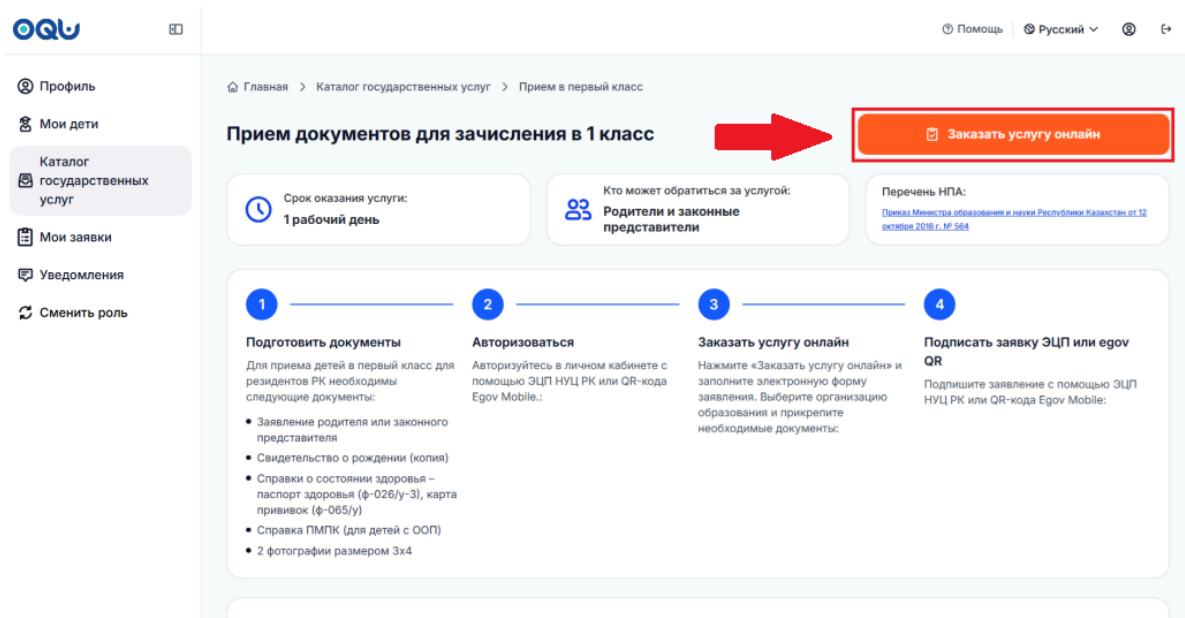 OQU
Помощь
Русский
Профиль
Мои дети
Каталог
государственных
услуг
Мои заявки
Уведомления
Сменить роль
Главная > Каталог государственных услуг > Прием в первый класс
Прием документов для зачисления в 1 класс
Заказать услугу онлайн
Срок оказания услуги:
1 рабочий день
Кто может обратиться за услугой:
Родители и законные
представители
Перечень НПА:
Приказ Министра образования и науки Республики Казахстан от 12
октября 2018 г. № 564
1
Подготовить документы
Для приема детей в первый класс для
резидентов РК необходимы
следующие документы:
• Заявление родителя или законного
представителя
• Свидетельство о рождении (копия)
• Справки о состоянии здоровья –
паспорт здоровья (ф-026/у-3), карта
прививок (ф-065/у)
• Справка ПМПК (для детей с ООП)
• 2 фотографии размером 3х4
2
Авторизоваться
Авторизуйтесь в личном кабинете с
помощью ЭЦП НУЦ РК или QR-кода
Egov Mobile.:
3
Заказать услугу онлайн
Нажмите «Заказать услугу онлайн» и
заполните электронную форму
заявления. Выберите организацию
образования и прикрепите
необходимые документы:
4
Подписать заявку ЭЦП или egov
QR
Подпишите заявление с помощью ЭЦП
НУЦ РК или QR-кода Egov Mobile: